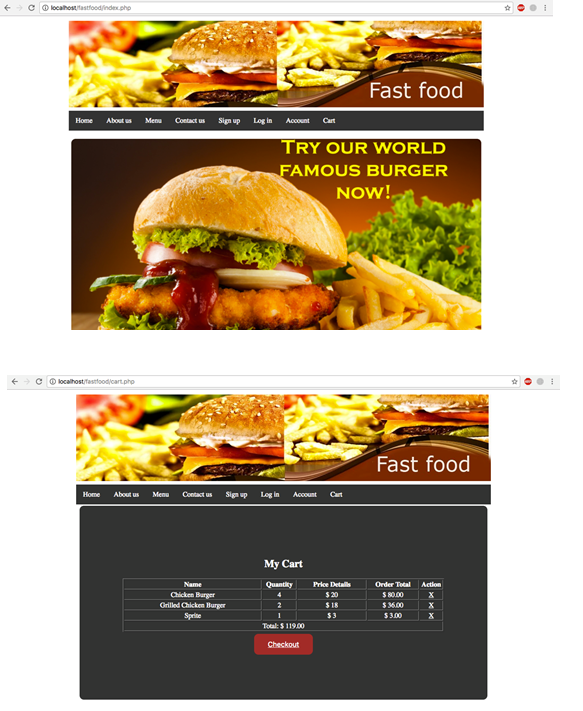 localhost/fastfood/index.php
Fast food
Home About us Menu Contact us Sign up Log in Account Cart
TRY OUR WORLD
FAMOUS BURGER
NOW!
localhost/fastfood/cart.php
Fast food
Home About us Menu Contact us Sign up Log in Account Cart
My Cart
Name Quantity Price Details Order Total Action
Chicken Burger 4 $ 20 $ 80.00 X
Grilled Chicken Burger 2 $ 18 $ 36.00 X
Sprite 1 $ 3 $ 3.00 X
Total: $ 119.00
Checkout